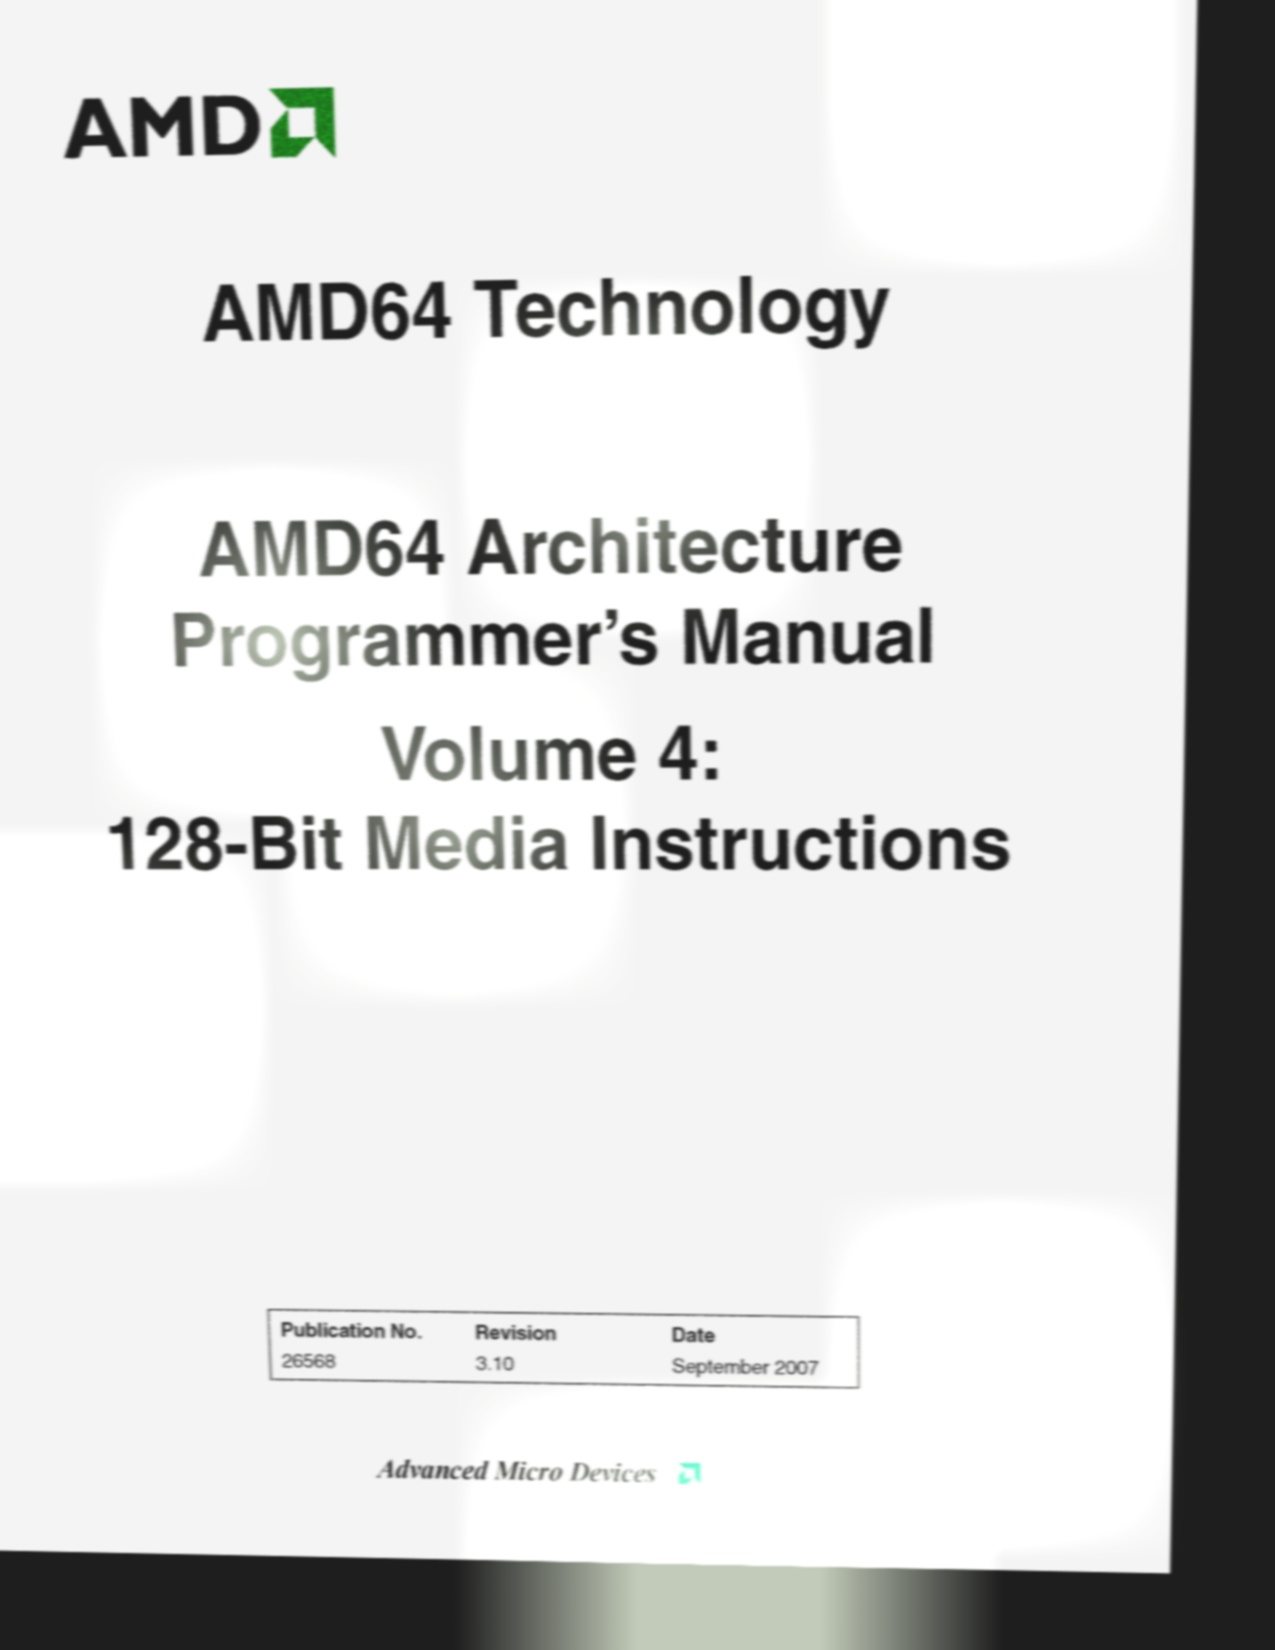 AMD
AMD64 Technology
AMD64 Architecture
Programmer’s Manual
Volume 4:
128-Bit Media Instructions
Publication No. Revision Date
26568 3.10 September 2007
Advanced Micro Devices